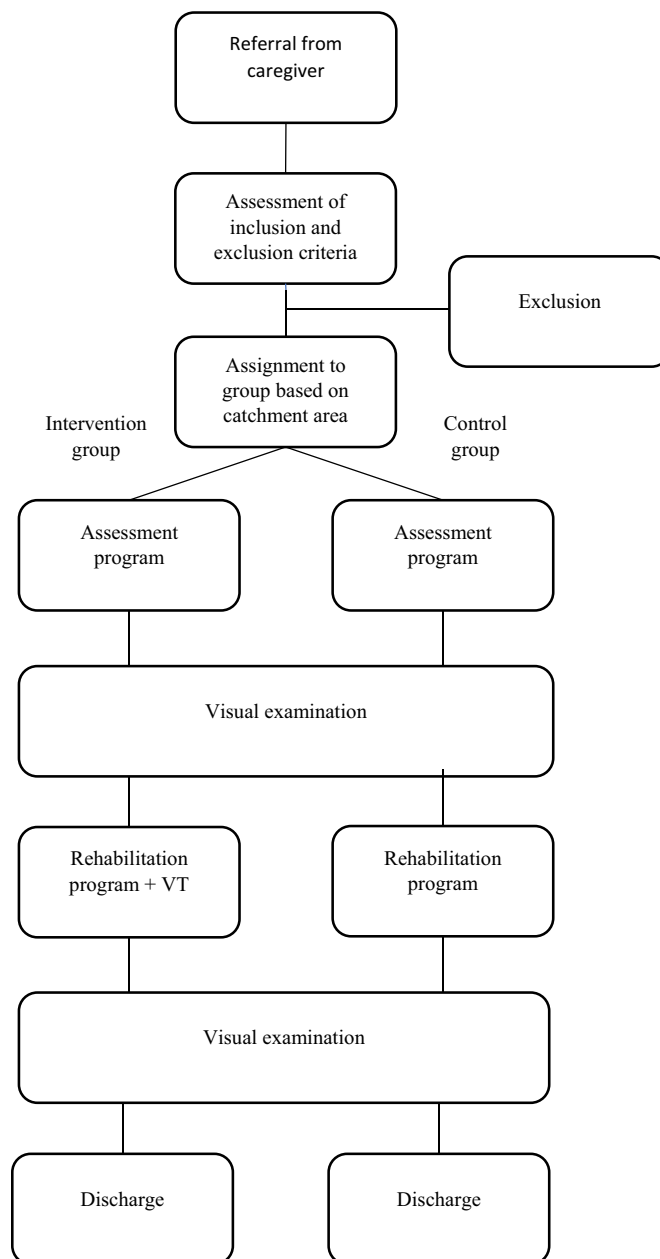 Referral from
caregiver
Assessment of
inclusion and
exclusion criteria
Exclusion
Assignment to
group based on
catchment area
Intervention
group
Control
group
Assessment
program
Assessment
program
Visual examination
Rehabilitation
program + VT
Rehabilitation
program
Visual examination
Discharge
Discharge